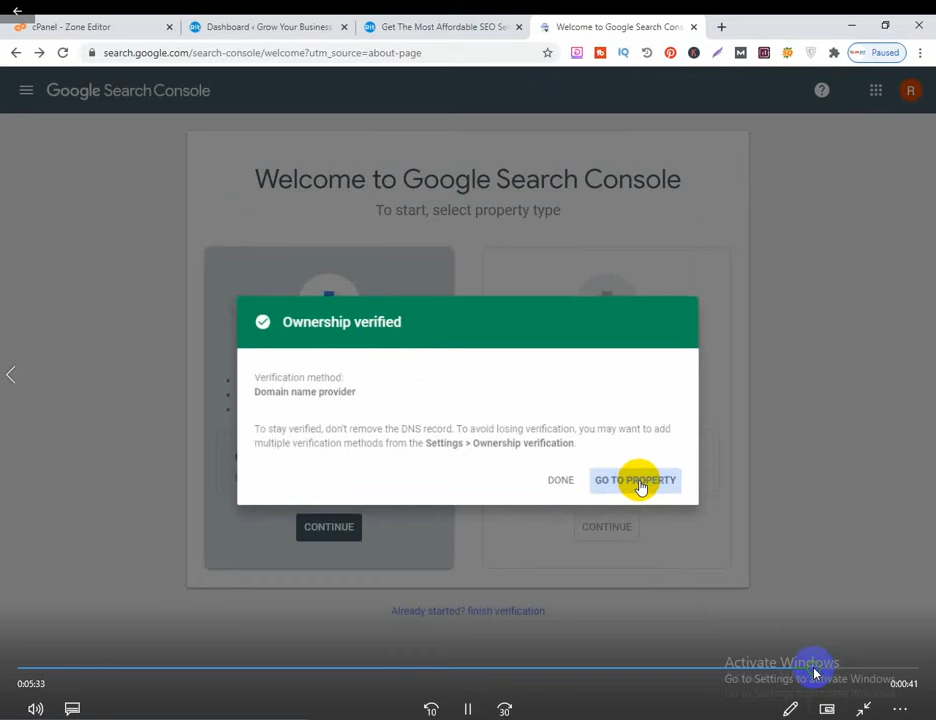 cPanel - Zone Editor
Dashboard ‹ Grow Your Business
Get The Most Affordable SEO Se
Welcome to Google Search Cons
search.google.com/search-console/welcome?utm_source=about-page
Paused
Google Search Console
R
Welcome to Google Search Console
To start, select property type
Ownership verified
Verification method:
Domain name provider
To stay verified, don't remove the DNS record. To avoid losing verification, you may want to add
multiple verification methods from the Settings > Ownership verification.
DONE
GO TO PROPERTY
CONTINUE
CONTINUE
Already started? finish verification
Activate Windows
Go to Settings to activate Windows.
0:05:33
0:00:41
10
30